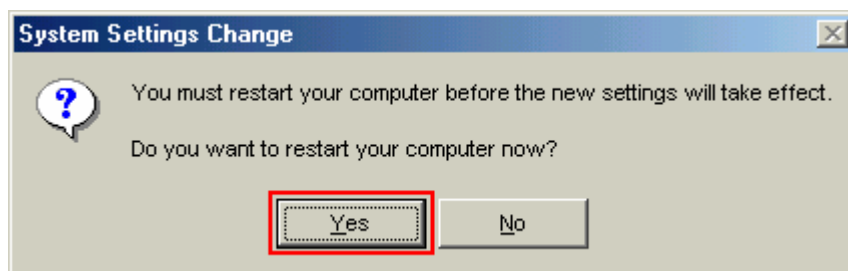 System Settings Change
You must restart your computer before the new settings will take effect.
Do you want to restart your computer now?
Yes No